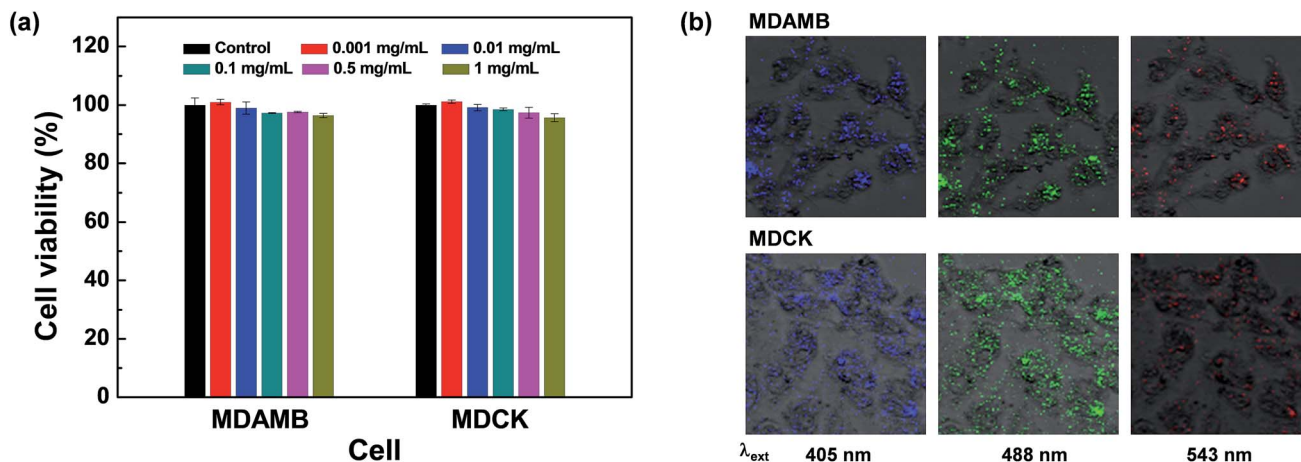 (a)
Cell viability (%)
120
100
80
60
40
20
0
Control 0.001 mg/mL 0.01 mg/mL
0.1 mg/mL 0.5 mg/mL 1 mg/mL
MDAMB MDCK
Cell
(b)
MDAMB
MDCK
λext 405 nm 488 nm 543 nm